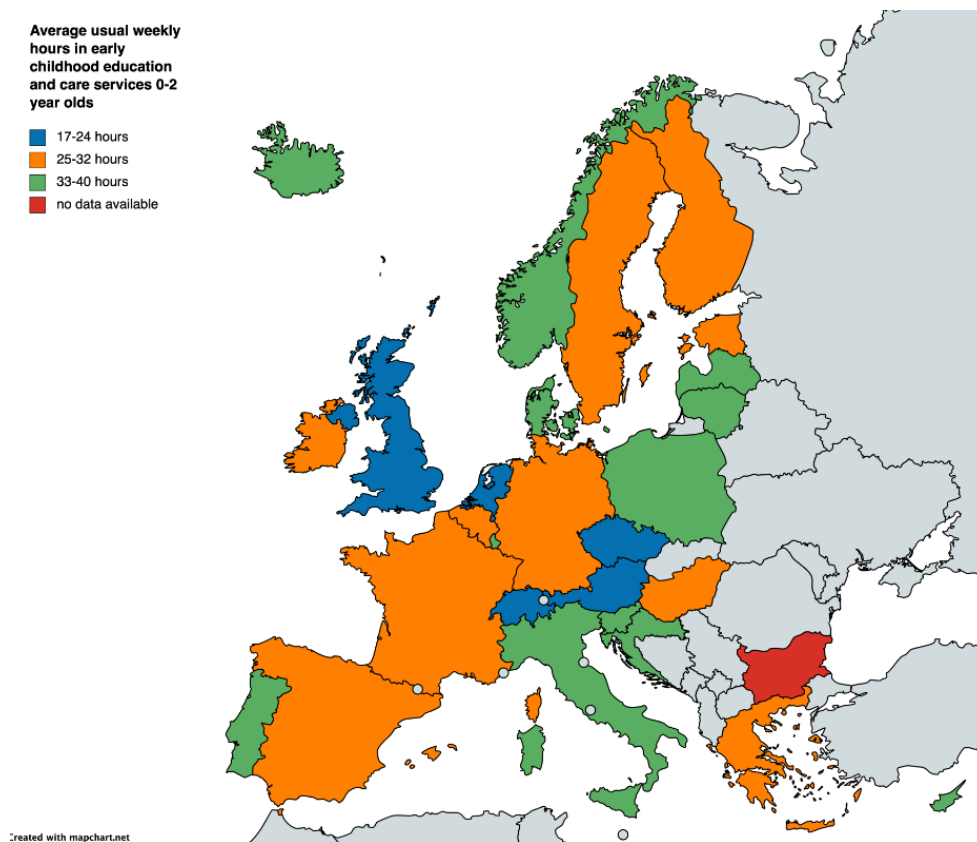 Average usual weekly
hours in early
childhood education
and care services 0-2
year olds
17-24 hours
25-32 hours
33-40 hours
no data available
Created with mapchart.net